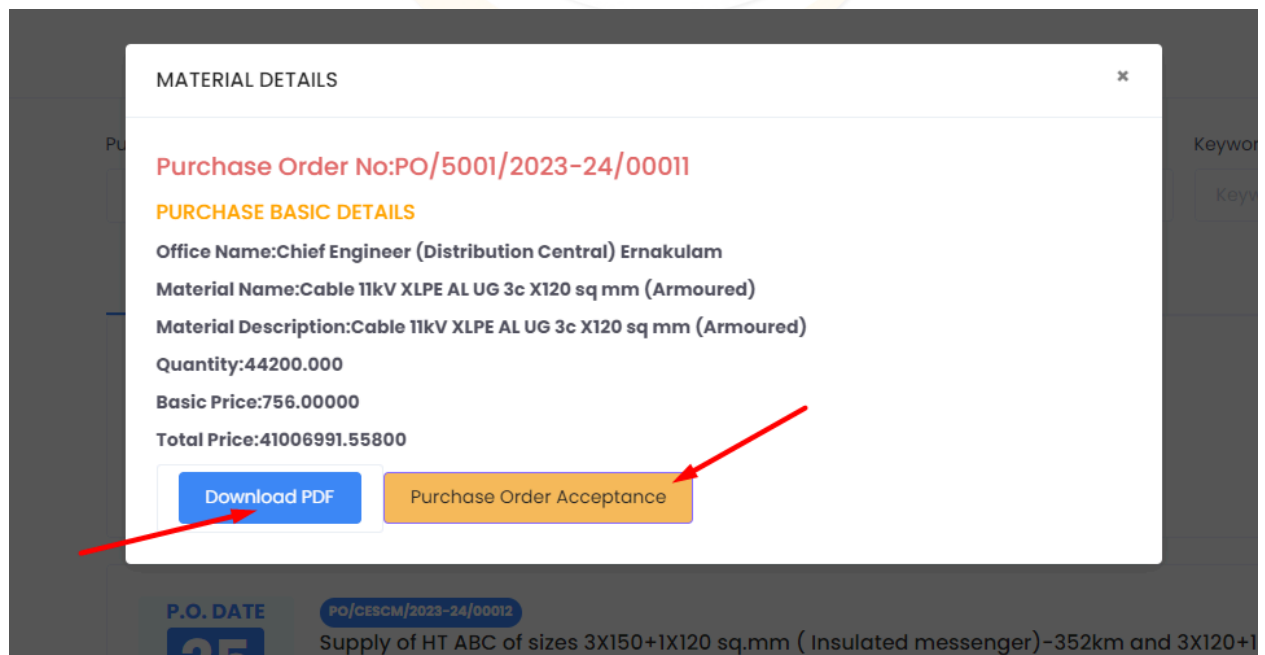 MATERIAL DETAILS
×
Pu
Keywor
Purchase Order No:PO/5001/2023-24/00011
Keyw
PURCHASE BASIC DETAILS
Office Name:Chief Engineer (Distribution Central) Ernakulam
Material Name:Cable 11kV XLPE AL UG 3c X120 sq mm (Armoured)
Material Description:Cable 11kV XLPE AL UG 3c X120 sq mm (Armoured)
Quantity:44200.000
Basic Price:756.00000
Total Price:41006991.55800
Download PDF
Purchase Order Acceptance
P.O. DATE
25
PO/CESCM/2023-24/00012
Supply of HT ABC of sizes 3X150+1X120 sq.mm ( Insulated messenger)-352km and 3X120+1